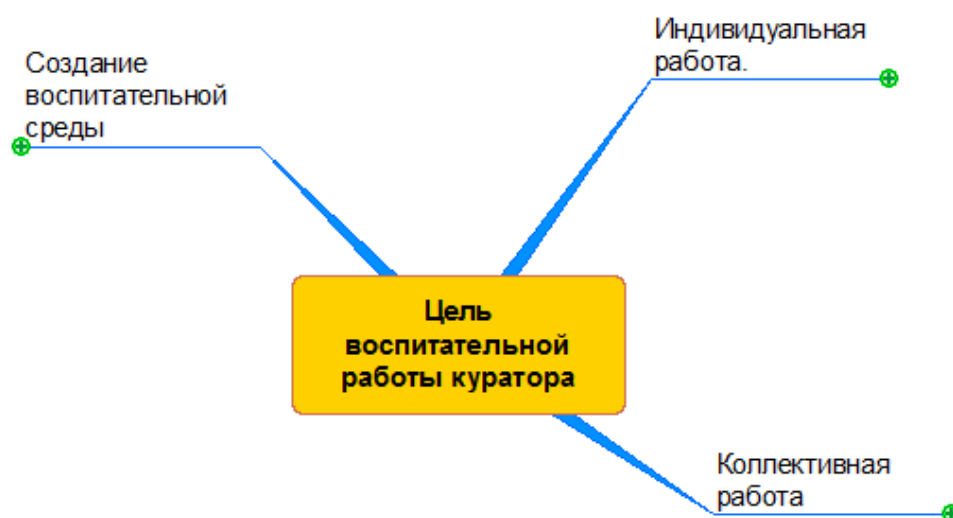 Создание
воспитательной
среды
Индивидуальная
работа.
Цель
воспитательной
работы куратора
Коллективная
работа